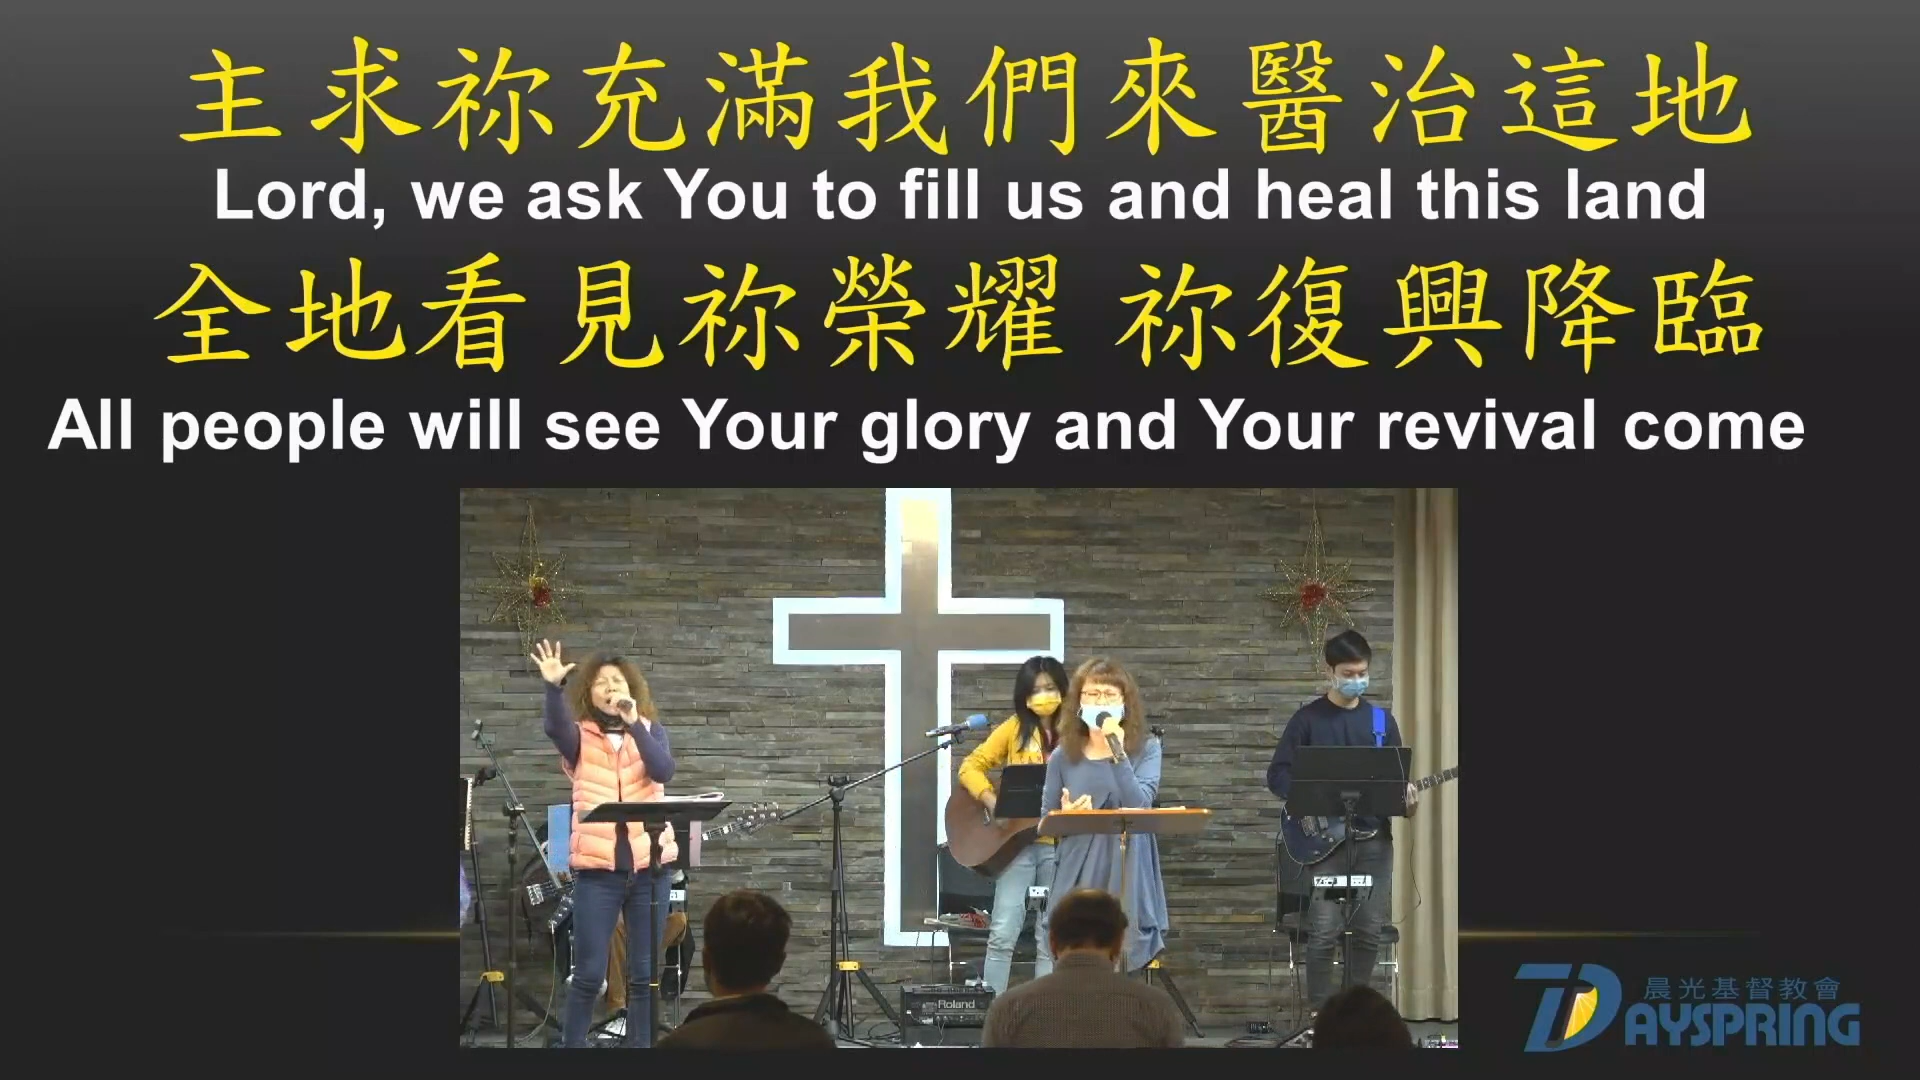 主求祢充滿我們來醫治這地
Lord, we ask You to fill us and heal this land
全地看見祢榮耀 祢復興降臨
All people will see Your glory and Your revival come
Roland
晨光基督教會
DAYSPRING